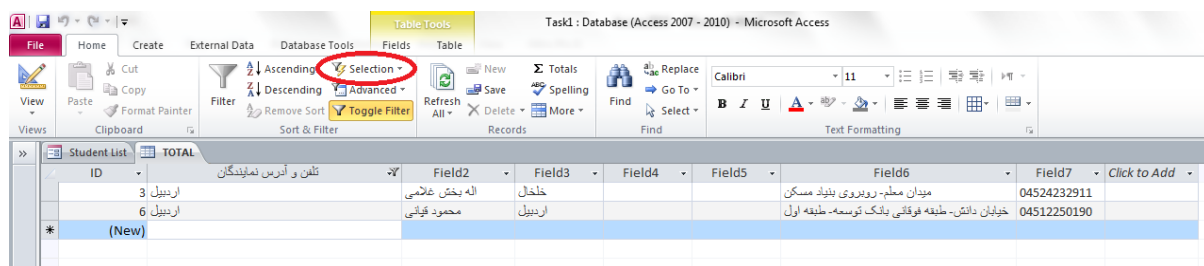 Table Tools
Task1 : Database (Access 2007 - 2010) - Microsoft Access
File Home Create External Data Database Tools Fields Table
View
Views
Paste
Cut
Copy
Format Painter
Clipboard
Filter
Ascending
Descending
Remove Sort
Selection
Advanced
Toggle Filter
Sort & Filter
Refresh
All
New
Save
Delete
Totals
Spelling
More
Records
Find
Replace
Go To
Select
Find
Calibri 11
B I U A
Text Formatting
Student List TOTAL
ID تلفن و آدرس نمایندگان Field2 Field3 Field4 Field5 Field6 Field7 Click to Add
3 اردبیل اله بخش غلامی خلخال میدان معلم- روبروی بنیاد مسکن 04524232911
6 اردبیل محمود قیانی اردبیل خیابان دانش- طبقه فوقانی بانک توسعه- طبقه اول 04512250190
(New)